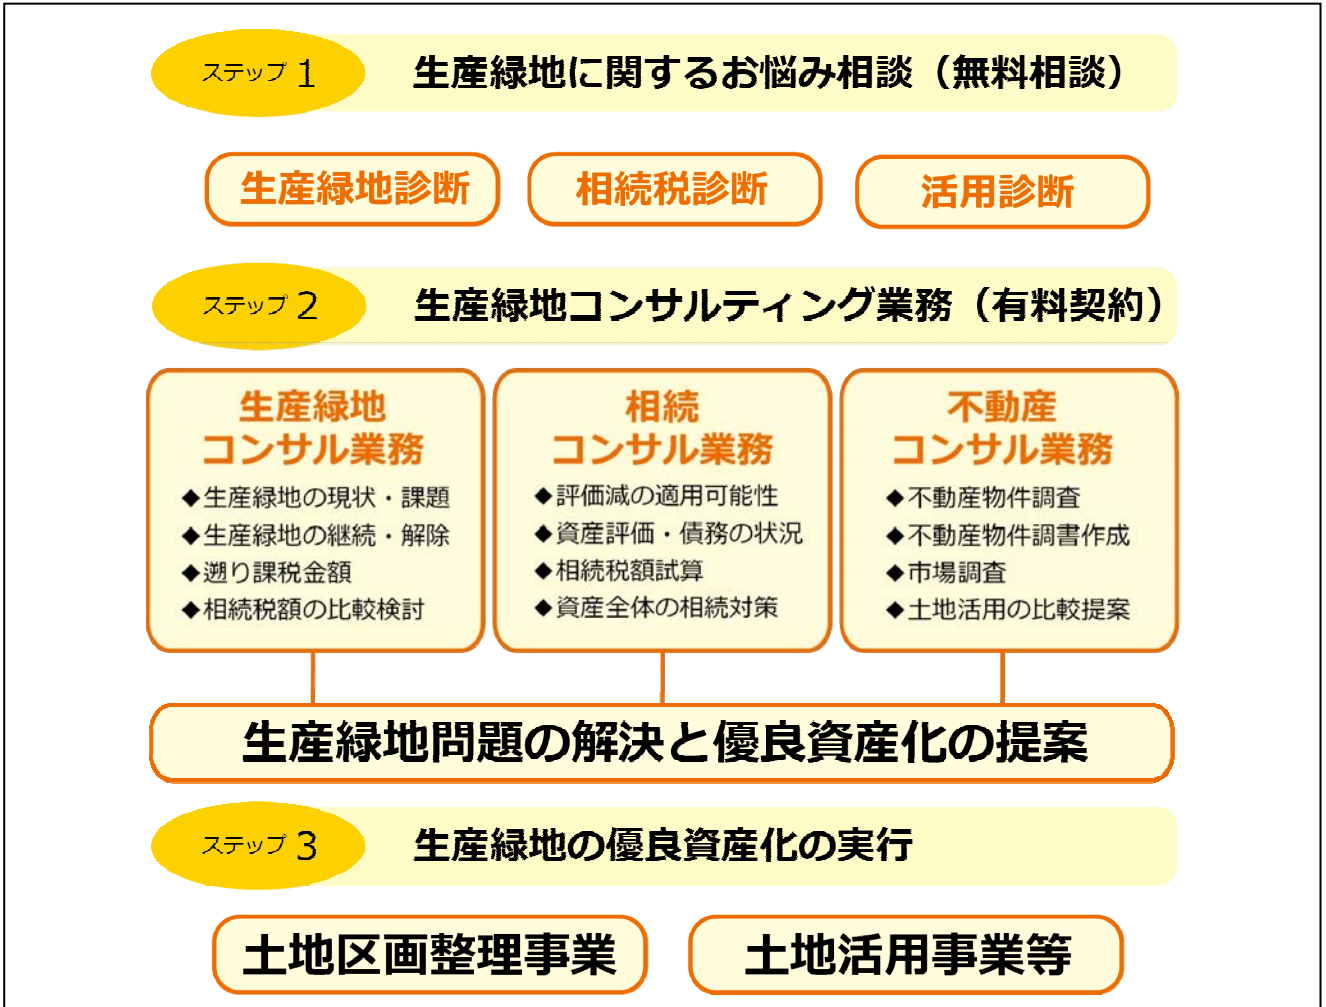 ステップ 1
生産緑地に関するお悩み相談（無料相談）
生産緑地診断
相続税診断
活用診断
ステップ 2
生産緑地コンサルティング業務（有料契約）
生産緑地
コンサル業務
◆生産緑地の現状・課題
◆生産緑地の継続・解除
◆遡り課税金額
◆相続税額の比較検討
相続
コンサル業務
◆評価減の適用可能性
◆資産評価・債務の状況
◆相続税額試算
◆資産全体の相続対策
不動産
コンサル業務
◆不動産物件調査
◆不動産物件調書作成
◆市場調査
◆土地活用の比較提案
生産緑地問題の解決と優良資産化の提案
ステップ 3
生産緑地の優良資産化の実行
土地区画整理事業
土地活用事業等